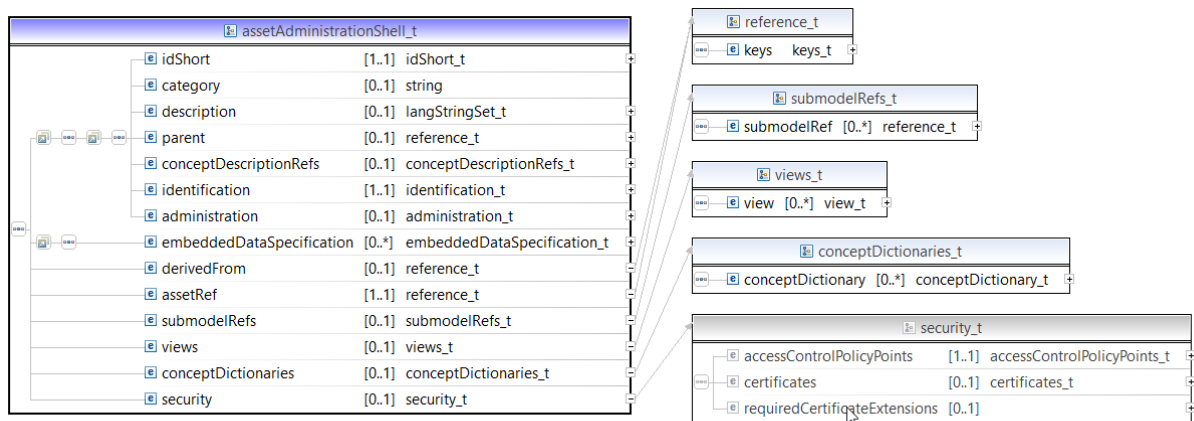 assetAdministrationShell_t
idShort [1..1] idShort_t
category [0..1] string
description [0..1] langStringSet_t
parent [0..1] reference_t
conceptDescriptionRefs [0..1] conceptDescriptionRefs_t
identification [1..1] identification_t
administration [0..1] administration_t
embeddedDataSpecification [0..*] embeddedDataSpecification_t
derivedFrom [0..1] reference_t
assetRef [1..1] reference_t
submodelRefs [0..1] submodelRefs_t
views [0..1] views_t
conceptDictionaries [0..1] conceptDictionaries_t
security [0..1] security_t
reference_t
keys keys_t
submodelRefs_t
submodelRef [0..*] reference_t
views_t
view [0..*] view_t
conceptDictionaries_t
conceptDictionary [0..*] conceptDictionary_t
security_t
accessControlPolicyPoints [1..1] accessControlPolicyPoints_t
certificates [0..1] certificates_t
requiredCertificateExtensions [0..1]